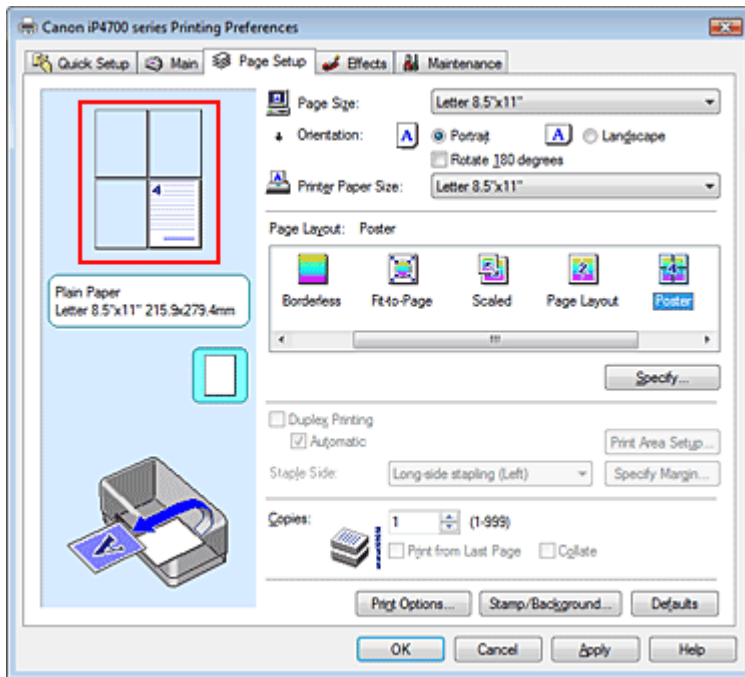 Canon iP4700 series Printing Preferences
Quick Setup Main Page Setup Effects Maintenance
Page Size: Letter 8.5"x11"
Orientation: A Portrait A Landscape
Rotate 180 degrees
Printer Paper Size: Letter 8.5"x11"
Page Layout: Poster
Borderless Fit-to-Page Scaled Page Layout Poster
4
Plain Paper
Letter 8.5"x11" 215.9x279.4mm
Specify...
Duplex Printing
Automatic
Print Area Setup...
Staple Side: Long-side stapling (Left) Specify Margin...
Copies: 1 (1-999)
Print from Last Page Collate
Print Options... Stamp/Background... Defaults
OK Cancel Apply Help